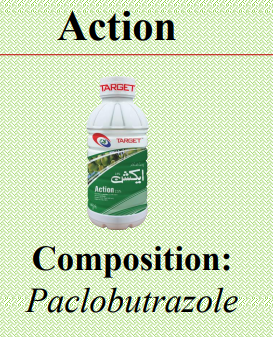 Action
TARGET
TARGET
ایکشن
Action
Composition:
Paclobutrazole